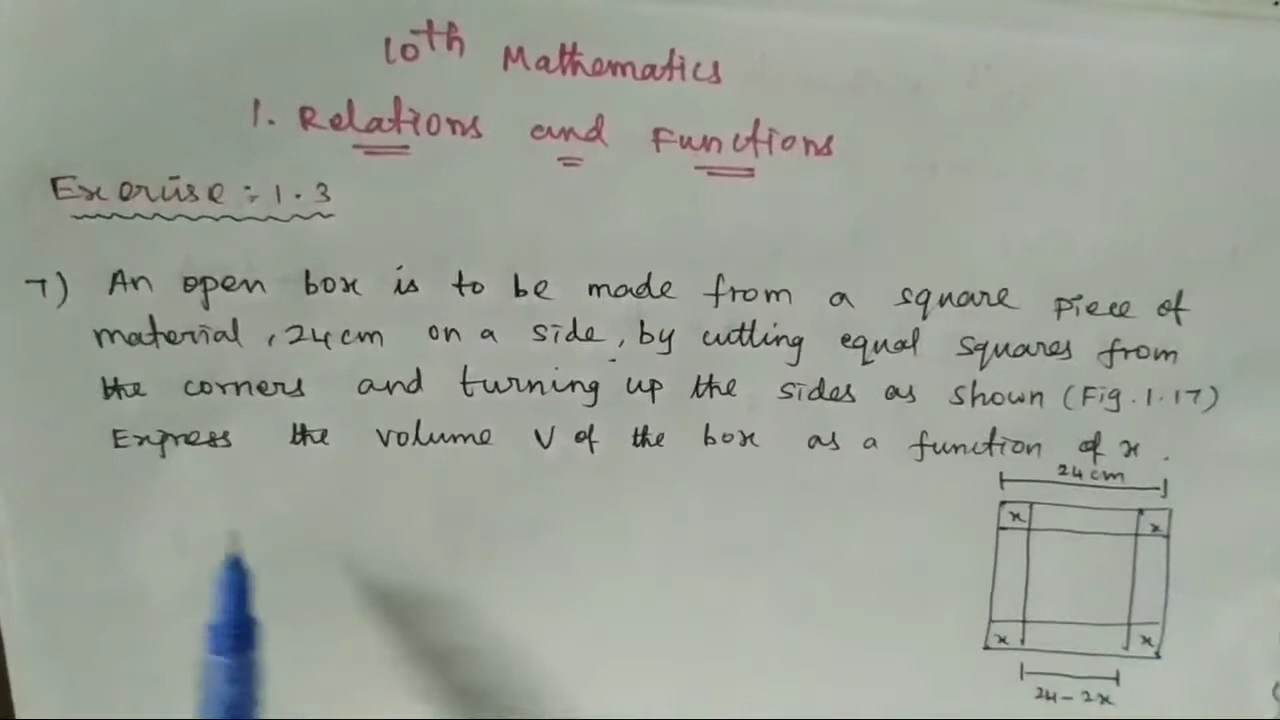 10th Mathematics
1. Relations and Functions
Exercise : 1.3
7) An open box is to be made from a square piece of
material, 24cm on a side, by cutting equal squares from
the corners and turning up the sides as shown (Fig. 1.17)
Express the volume V of the box as a function of x.
24cm
x x
x x
24-2x